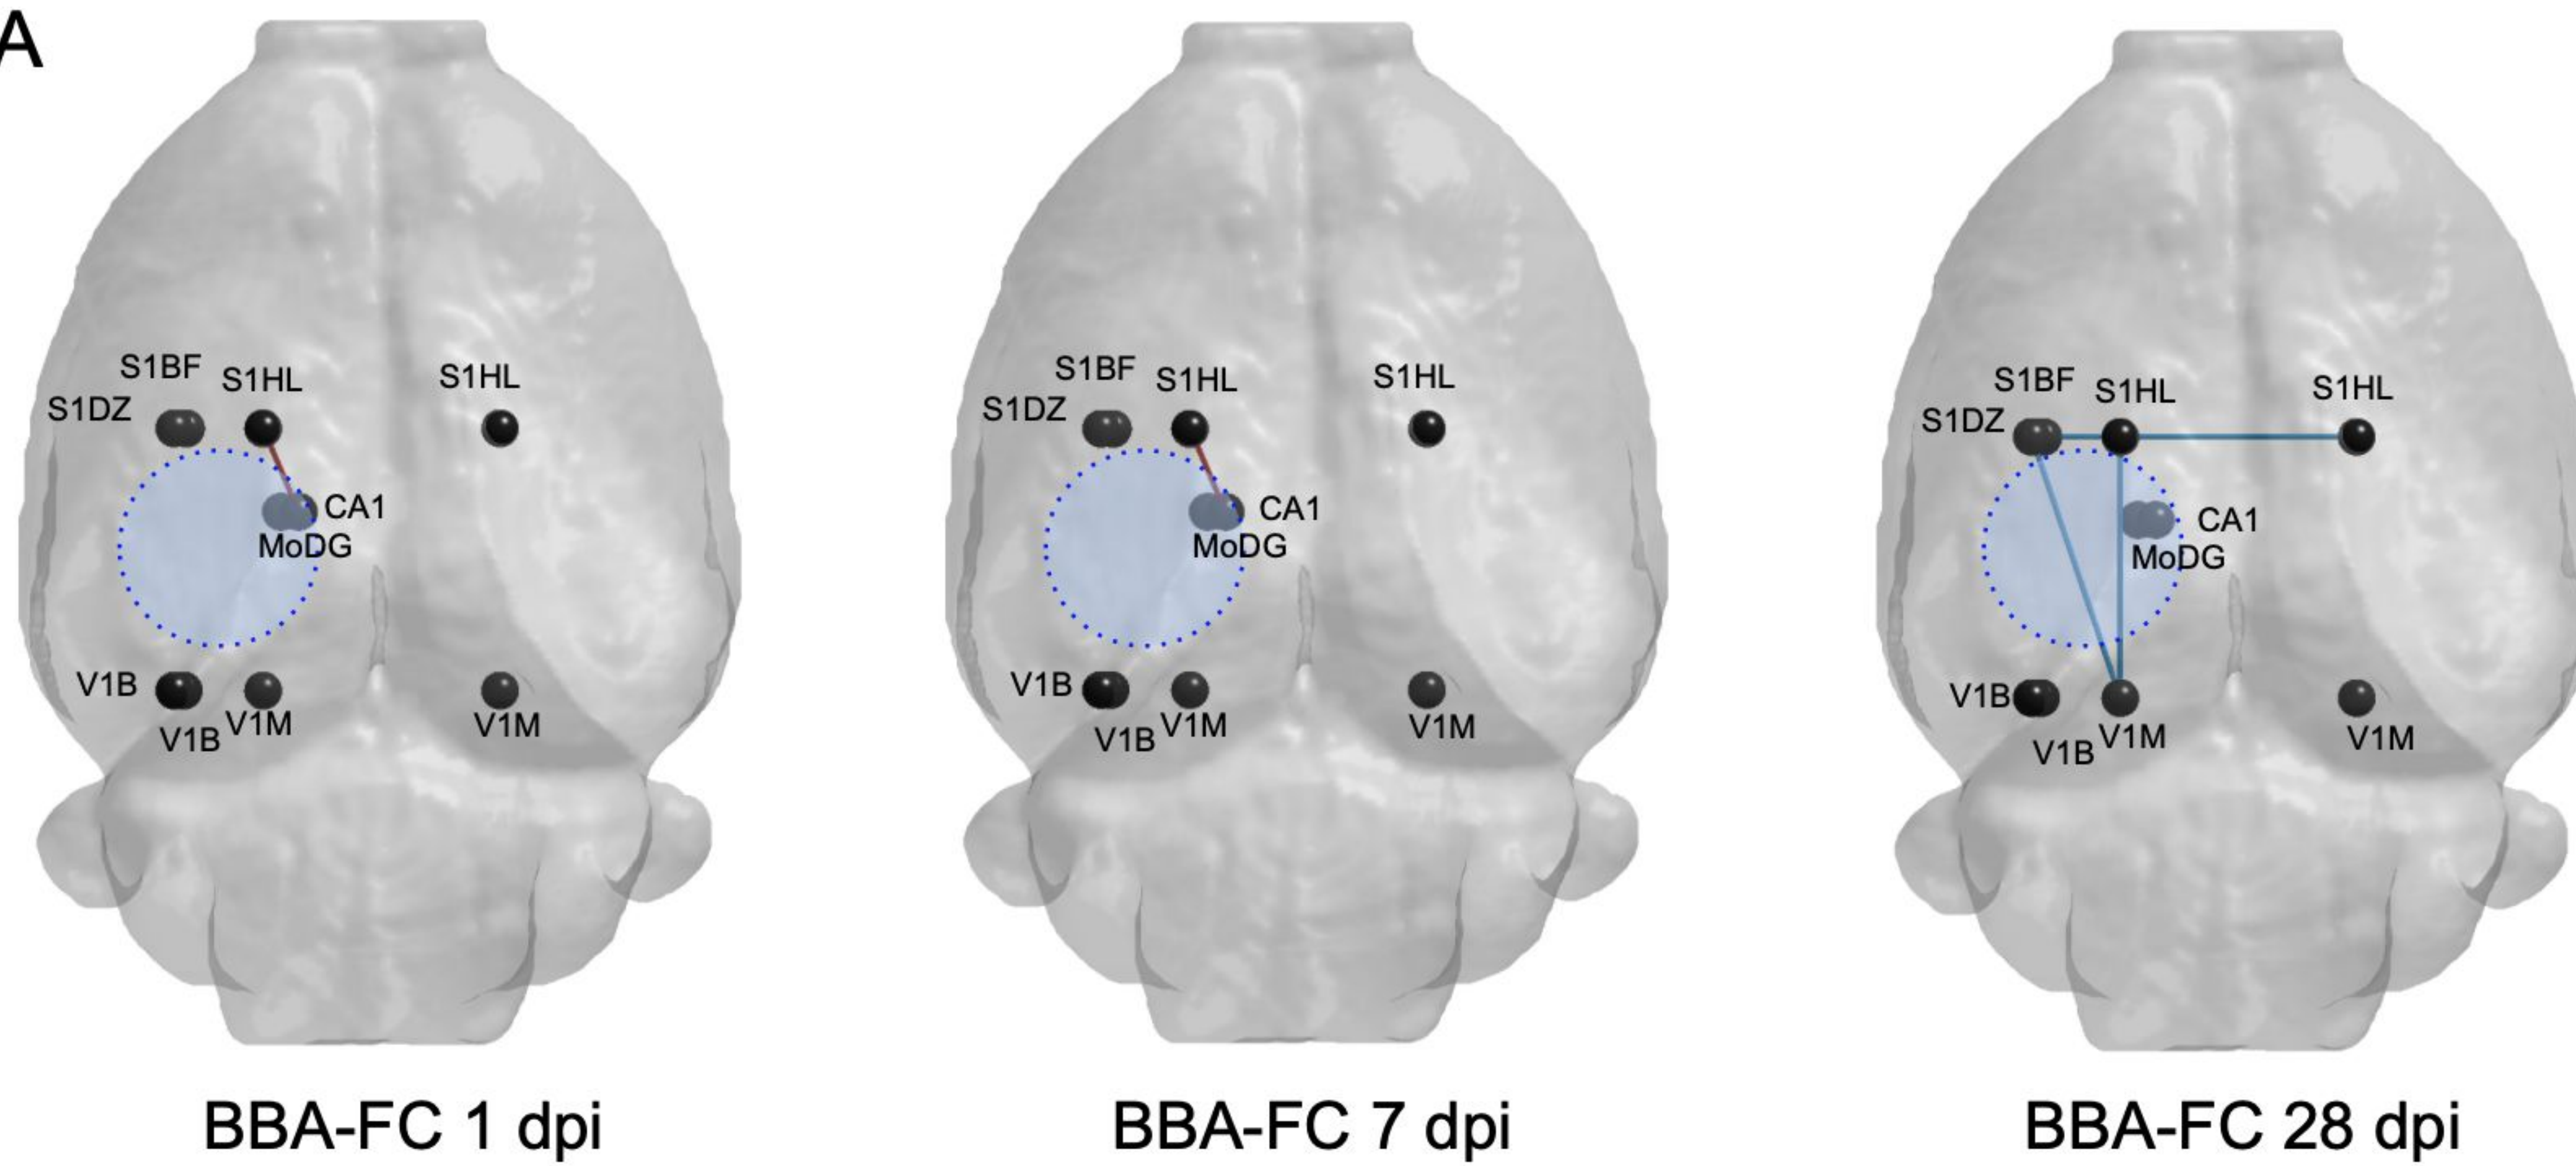 A
S1BF
S1HL
S1HL
S1DZ
CA1
MoDG
V1B
V1B
V1M
V1M
BBA-FC 1 dpi
S1BF
S1HL
S1HL
S1DZ
CA1
MoDG
V1B
V1B
V1M
V1M
BBA-FC 7 dpi
S1BF
S1HL
S1HL
S1DZ
CA1
MoDG
V1B
V1B
V1M
V1M
BBA-FC 28 dpi